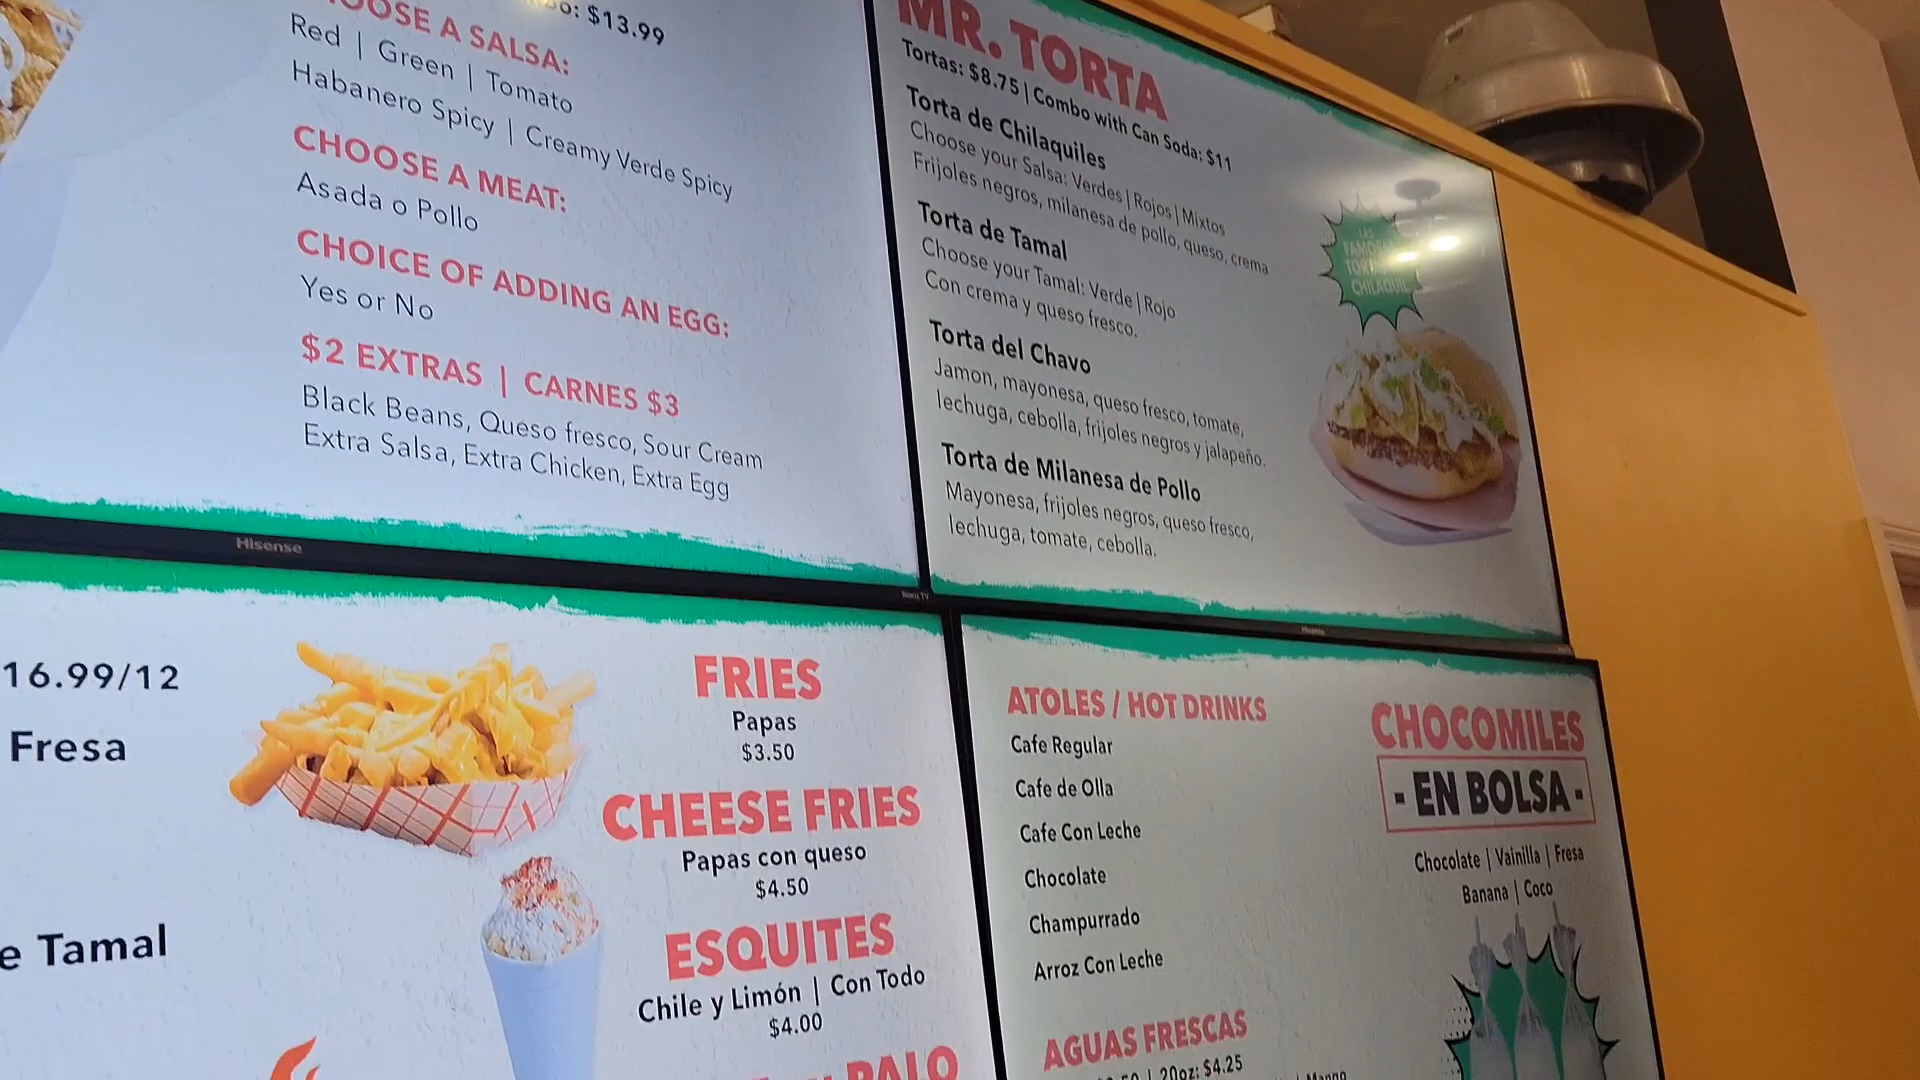 $13.99
CHOOSE A SALSA:
Red | Green | Tomato
Habanero Spicy | Creamy Verde Spicy
CHOOSE A MEAT:
Asada o Pollo
CHOICE OF ADDING AN EGG:
Yes or No
$2 EXTRAS | CARNES $3
Black Beans, Queso fresco, Sour Cream
Extra Salsa, Extra Chicken, Extra Egg
Hisense
Roku TV
MR. TORTA
Tortas: $8.75 | Combo with Can Soda: $11
Torta de Chilaquiles
Choose your Salsa: Verdes | Rojos | Mixtos
Frijoles negros, milanesa de pollo, queso, crema
Torta de Tamal
Choose your Tamal: Verde | Rojo
Con crema y queso fresco.
Torta del Chavo
Jamon, mayonesa, queso fresco, tomate,
lechuga, cebolla, frijoles negros y jalapeño.
Torta de Milanesa de Pollo
Mayonesa, frijoles negros, queso fresco,
lechuga, tomate, cebolla.
LAS
Hisense
16.99/12
Fresa
e Tamal
FRIES
Papas
$3.50
CHEESE FRIES
Papas con queso
$4.50
ESQUITES
Chile y Limón | Con Todo
$4.00
PALO
ATOLES / HOT DRINKS
Cafe Regular
Cafe de Olla
Cafe Con Leche
Chocolate
Champurrado
Arroz Con Leche
AGUAS FRESCAS
50 | 20oz: $4.25
Mango
CHOCOMILES
- EN BOLSA -
Chocolate | Vainilla | Fresa
Banana | Coco